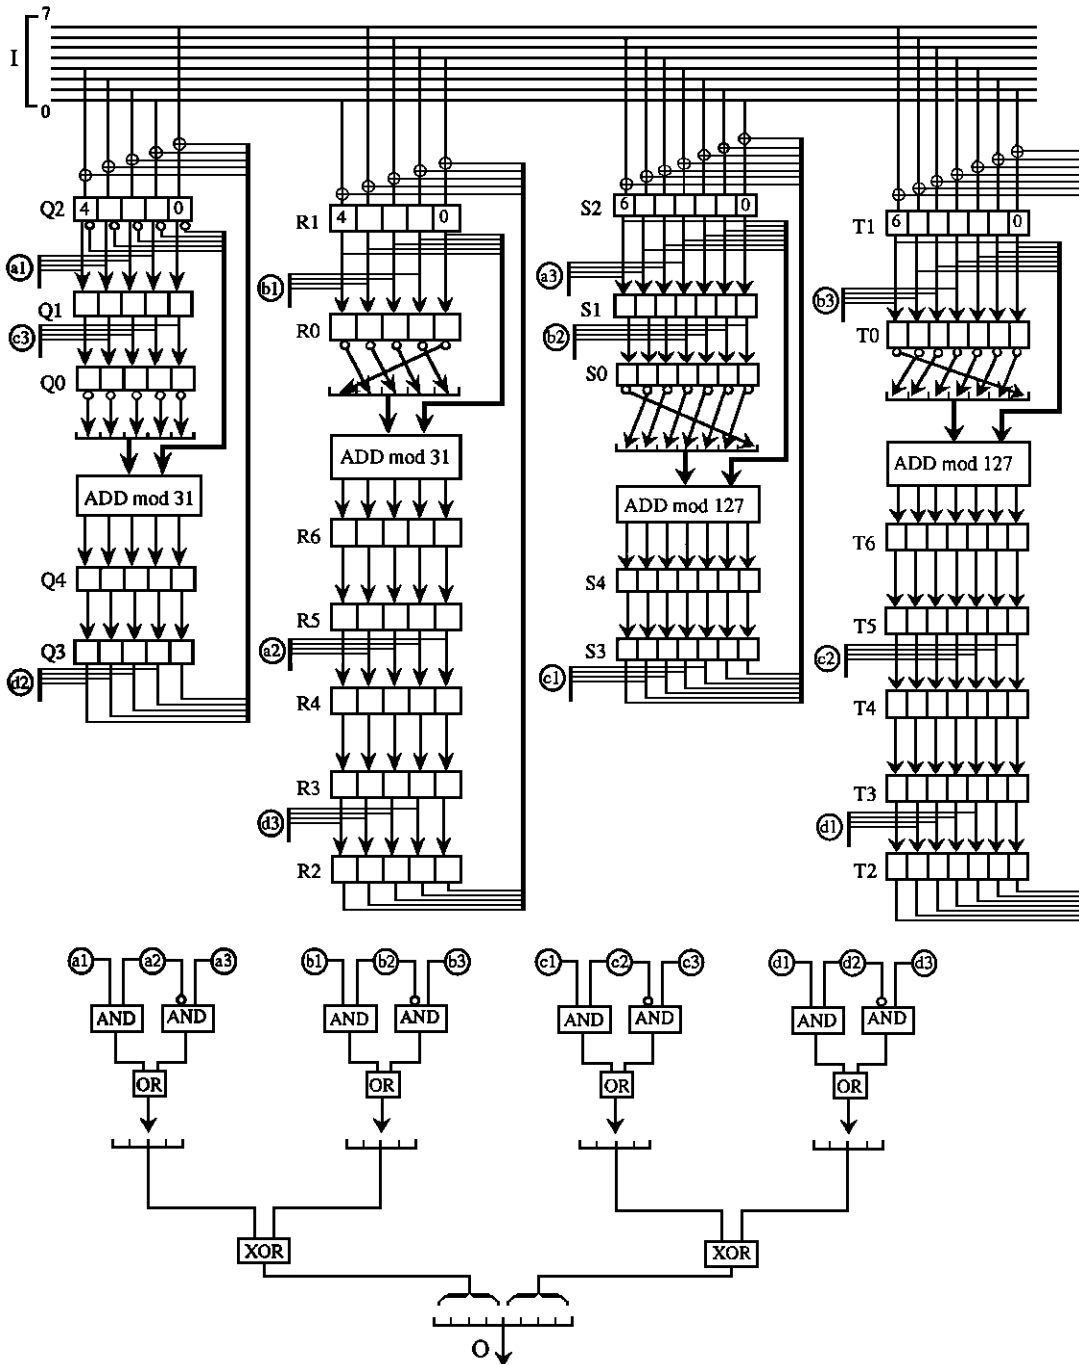 7
I
0
Q2 4 0
R1 4 0
S2 6 0
T1 6 0
a1
b1
a3
b3
Q1
S1
c3
R0
b2
T0
Q0
S0
ADD mod 31
ADD mod 31
ADD mod 127
ADD mod 127
Q4
R6
S4
T6
Q3
R5
S3
T5
d2
a2
c1
c2
R4
T4
R3
T3
d3
d1
R2
T2
a1 a2 a3
b1 b2 b3
c1 c2 c3
d1 d2 d3
AND AND
AND AND
AND AND
AND AND
OR
OR
OR
OR
XOR
XOR
O